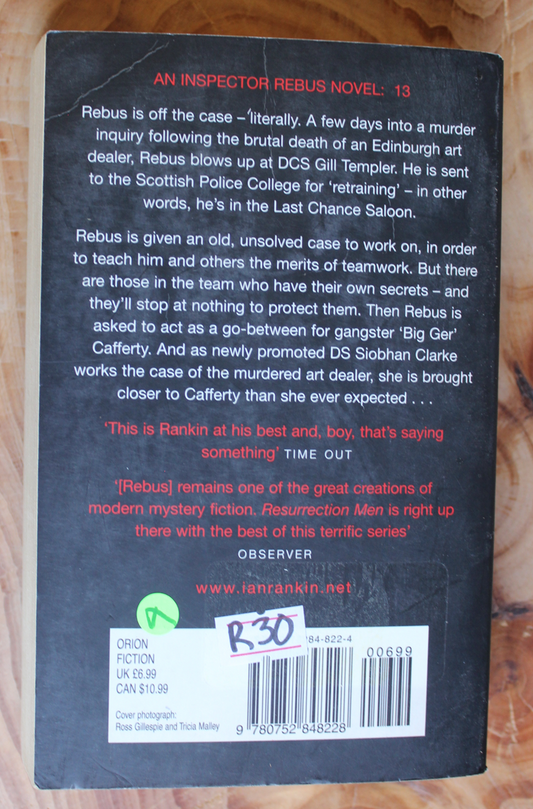 AN INSPECTOR REBUS NOVEL: 13
Rebus is off the case – literally. A few days into a murder
inquiry following the brutal death of an Edinburgh art
dealer, Rebus blows up at DCS Gill Templer. He is sent
to the Scottish Police College for ‘retraining’ – in other
words, he’s in the Last Chance Saloon.
Rebus is given an old, unsolved case to work on, in order
to teach him and others the merits of teamwork. But there
are those in the team who have their own secrets – and
they’ll stop at nothing to protect them. Then Rebus is
asked to act as a go-between for gangster ‘Big Ger’
Cafferty. And as newly promoted DS Siobhan Clarke
works the case of the murdered art dealer, she is brought
closer to Cafferty than she ever expected . . .
‘This is Rankin at his best and, boy, that’s saying
something’ TIME OUT
‘[Rebus] remains one of the great creations of
modern mystery fiction. Resurrection Men is right up
there with the best of this terrific series’
OBSERVER
www.ianrankin.net
R30
ORION
FICTION
UK £6.99
CAN $10.99
Cover photograph:
Ross Gillespie and Tricia Malley
84-822-4
00699
9 780752 848228